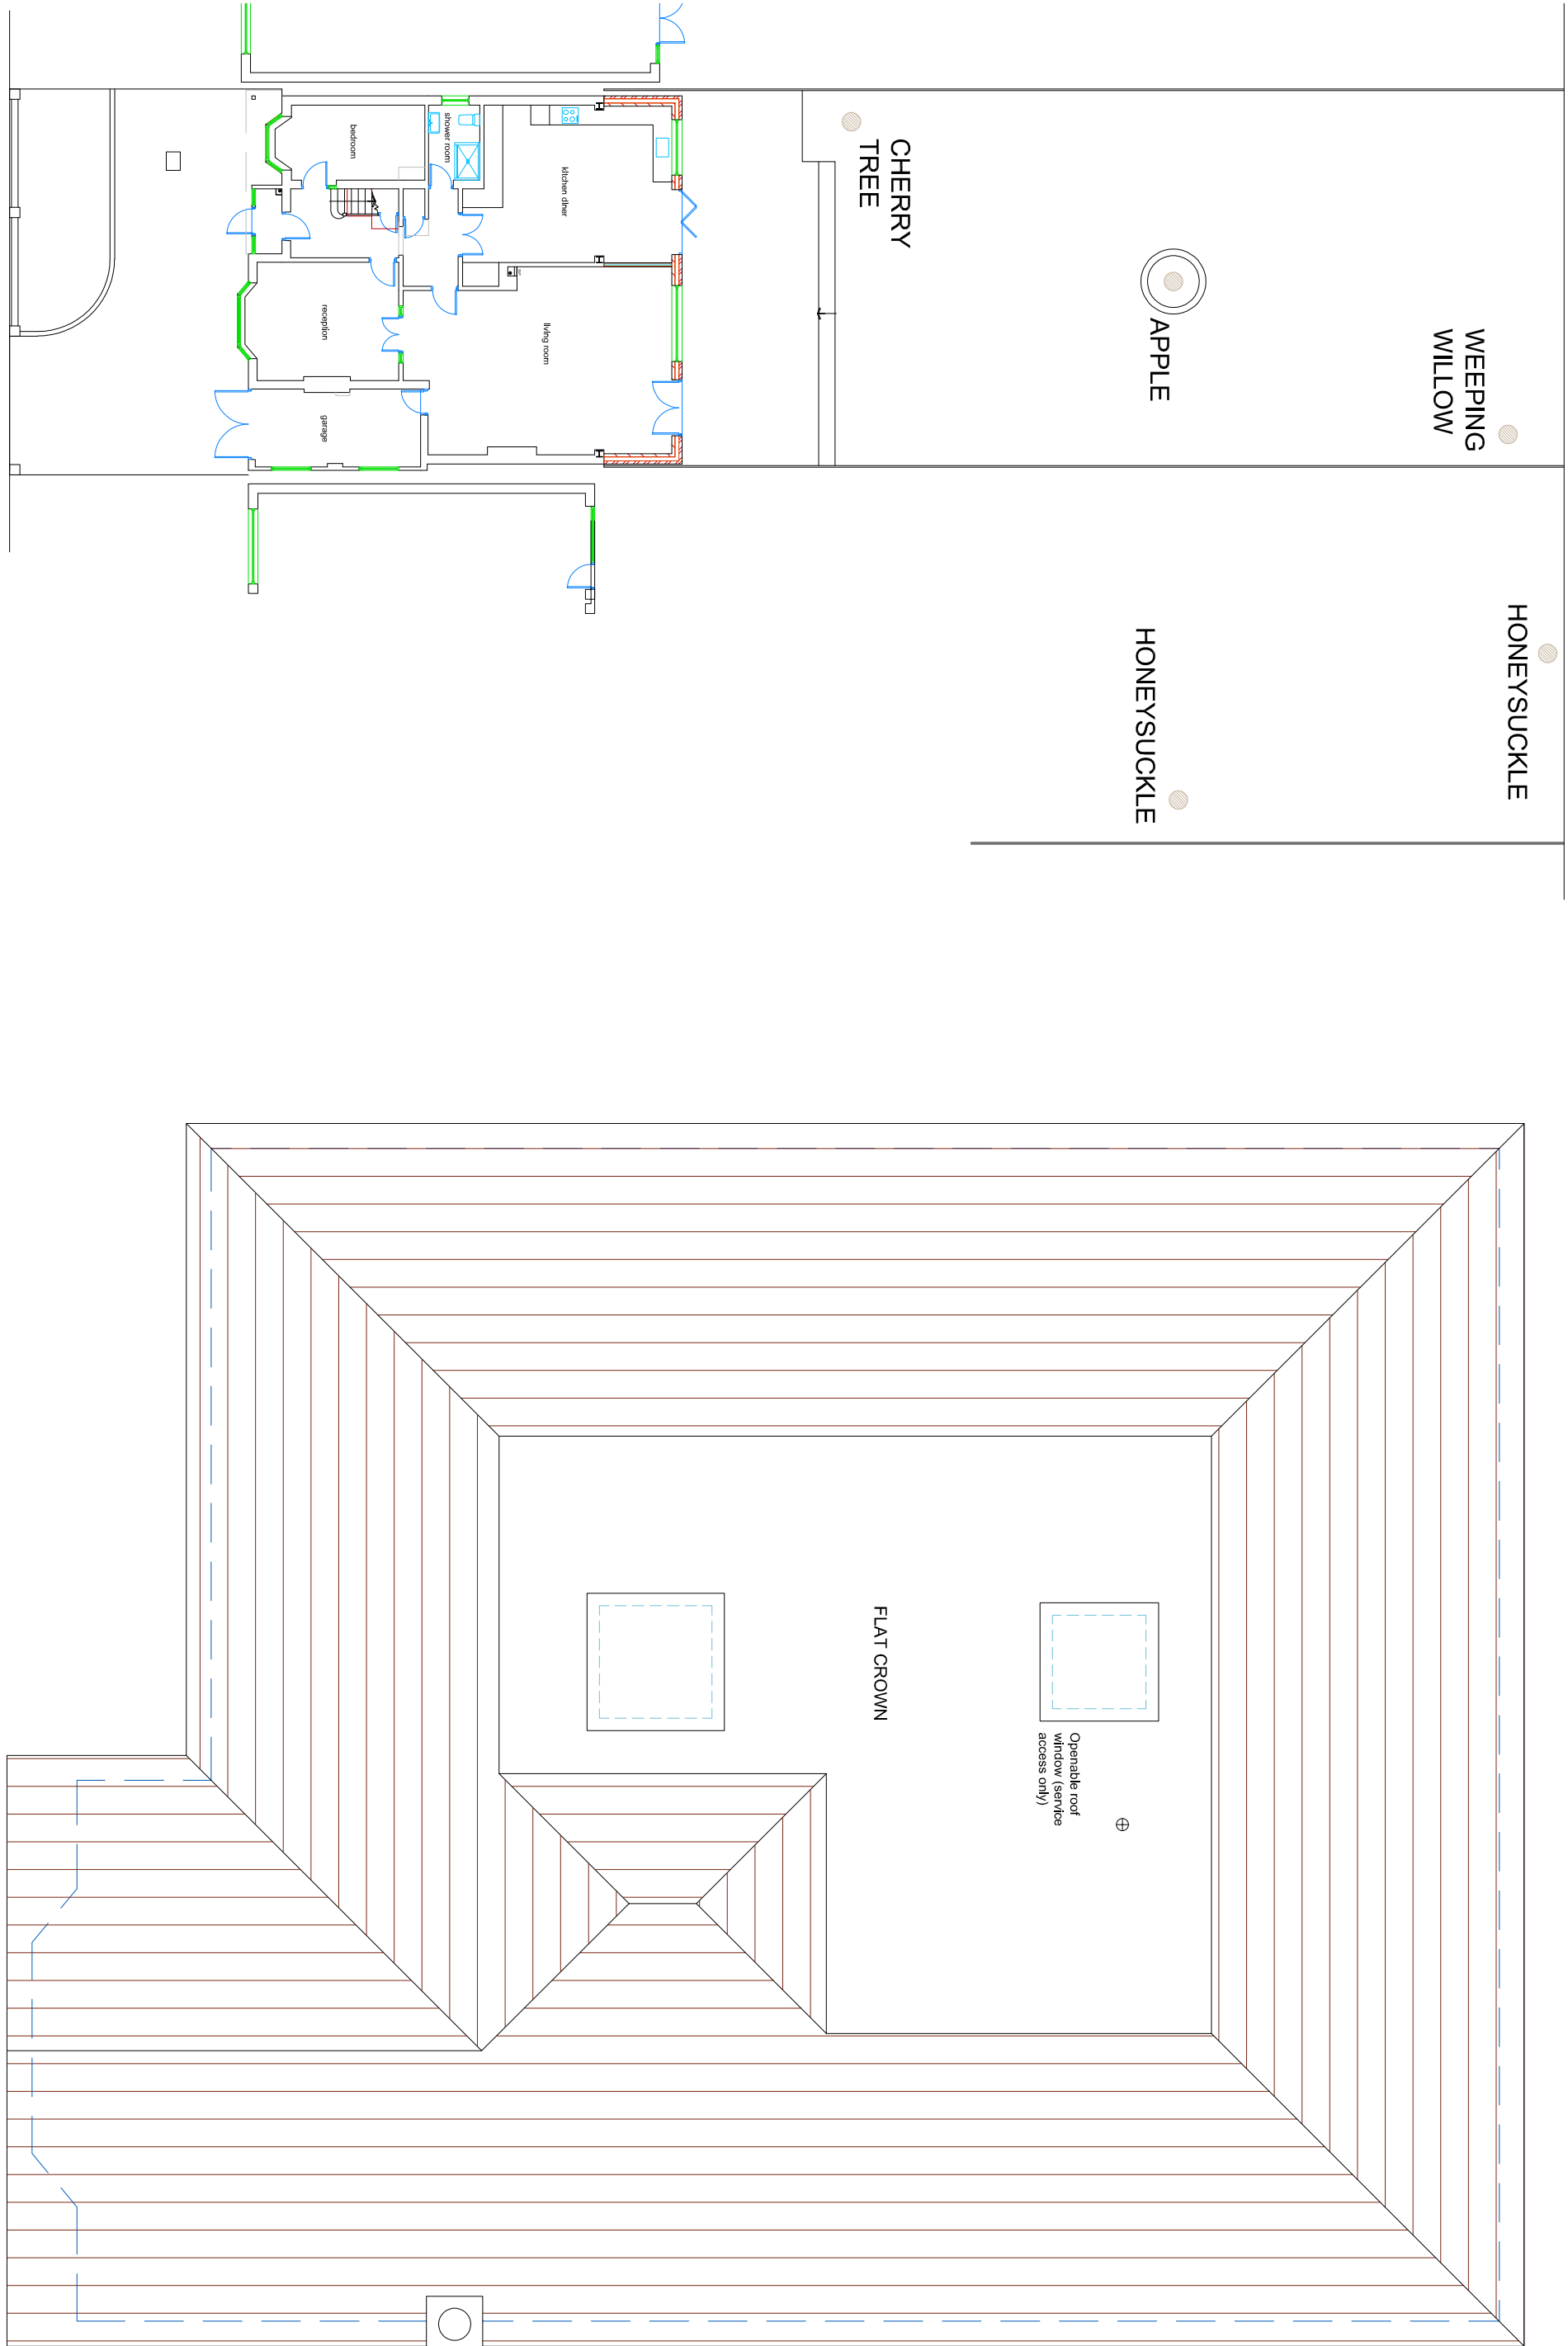 CHERRY
TREE
WEEPING
WILLOW
APPLE
HONEYSUCKLE
HONEYSUCKLE
bedroom
shower room
kitchen diner
reception
living room
garage
FLAT CROWN
Openable roof
window (service
access only)